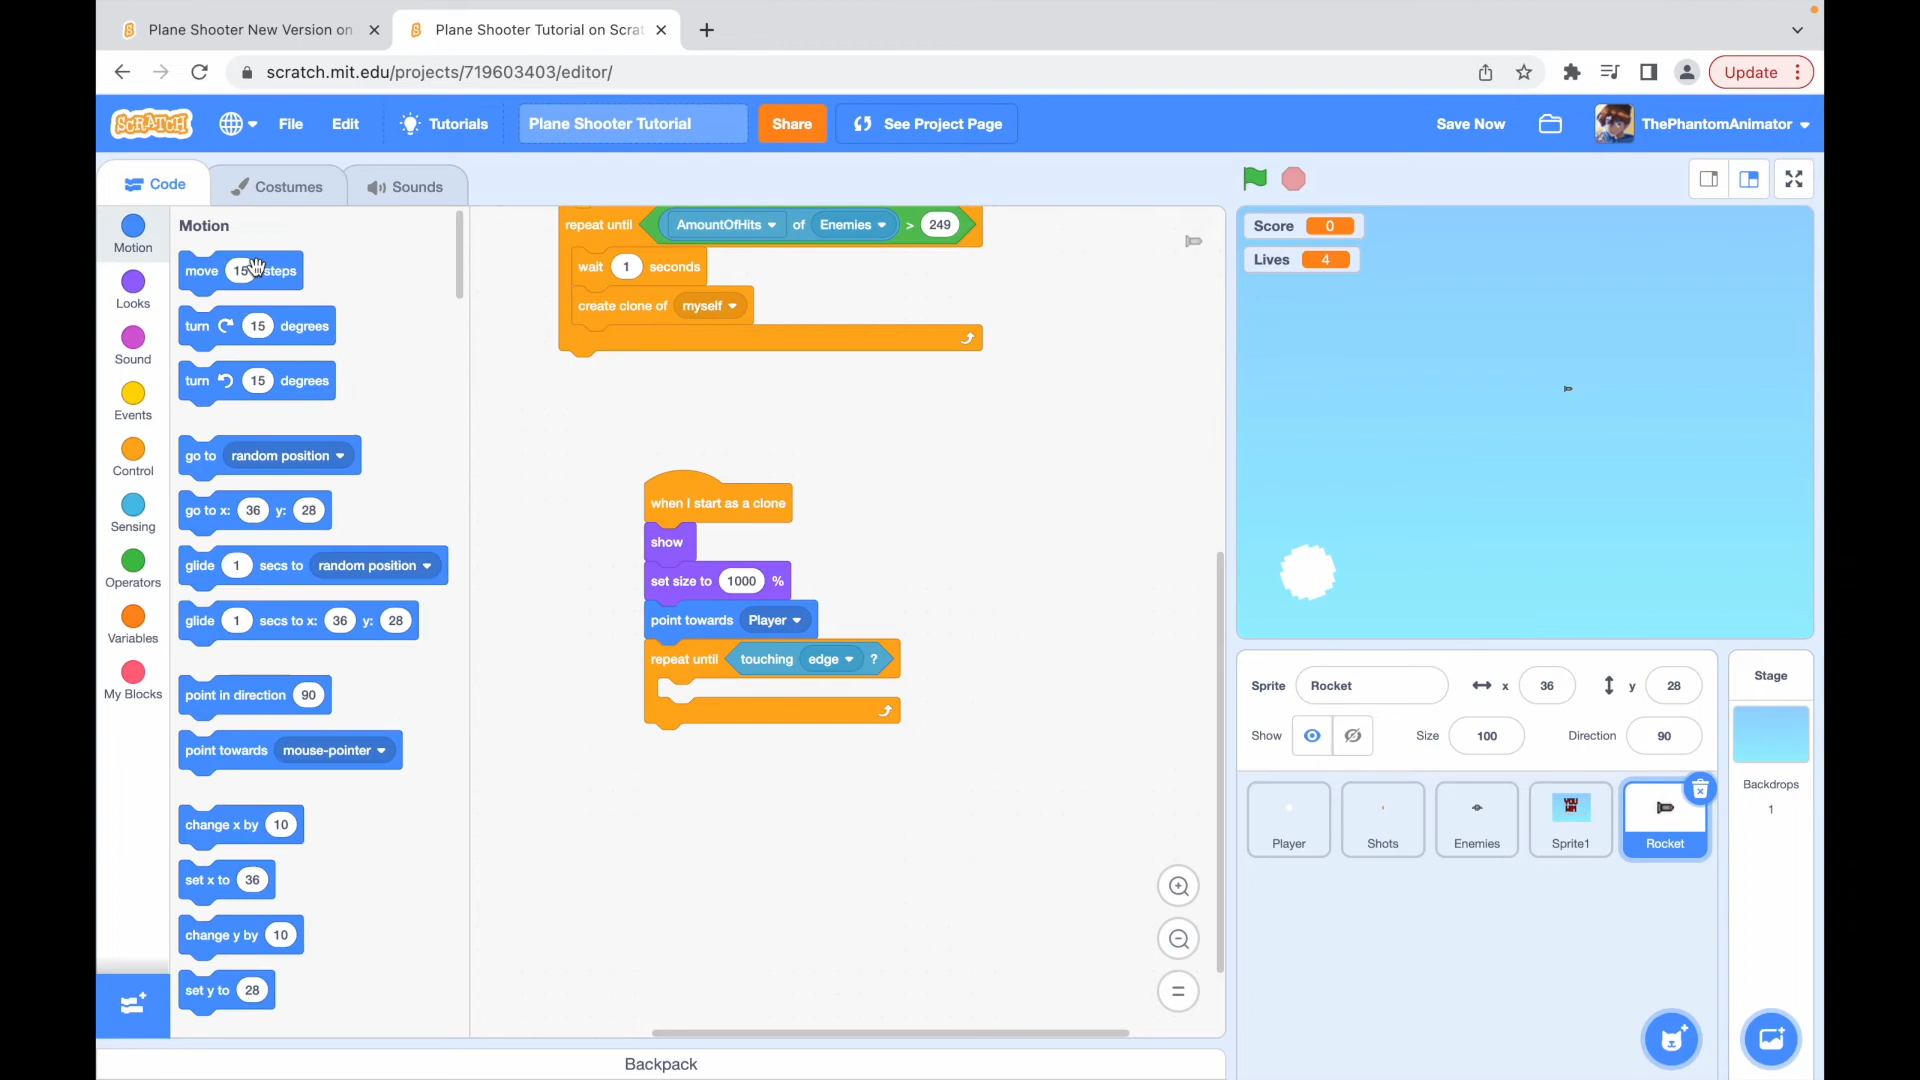 Plane Shooter New Version on
Plane Shooter Tutorial on Scrat
scratch.mit.edu/projects/719603403/editor/
Update
SCRATCH
File
Edit
Tutorials
Plane Shooter Tutorial
Share
See Project Page
Save Now
ThePhantomAnimator
Code
Costumes
Sounds
Motion
Looks
Sound
Events
Control
Sensing
Operators
Variables
My Blocks
Motion
move 15 steps
turn 15 degrees
turn 15 degrees
go to random position
go to x: 36 y: 28
glide 1 secs to random position
glide 1 secs to x: 36 y: 28
point in direction 90
point towards mouse-pointer
change x by 10
set x to 36
change y by 10
set y to 28
repeat until AmountOfHits of Enemies > 249
wait 1 seconds
create clone of myself
when I start as a clone
show
set size to 1000 %
point towards Player
repeat until touching edge ?
Backpack
Score 0
Lives 4
Sprite Rocket x 36 y 28
Show Size 100 Direction 90
Player
Shots
Enemies
YOU WIN
Sprite1
Rocket
Stage
Backdrops
1